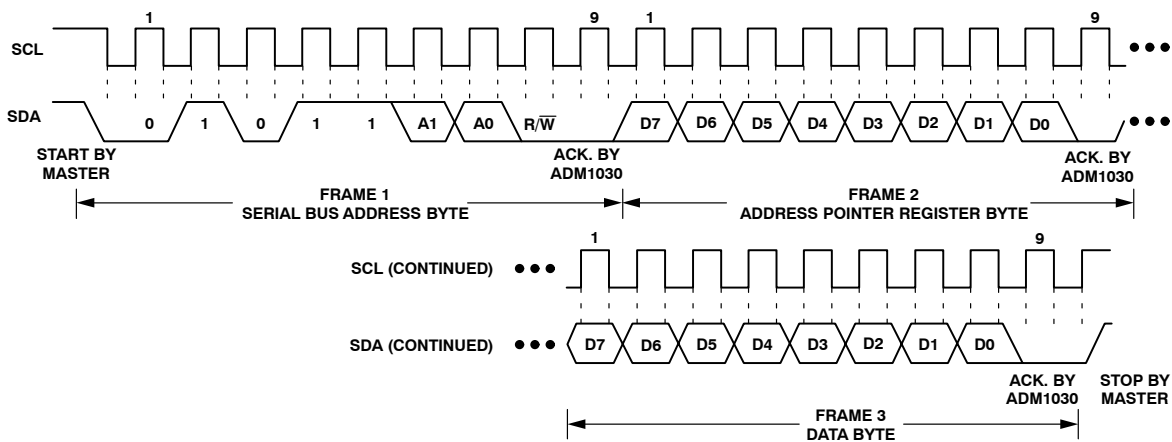 1 9 1 9
SCL
SDA 0 1 0 1 1 A1 A0 R/W̅ D7 D6 D5 D4 D3 D2 D1 D0
START BY MASTER
ACK. BY ADM1030
ACK. BY ADM1030
FRAME 1
SERIAL BUS ADDRESS BYTE
FRAME 2
ADDRESS POINTER REGISTER BYTE
1 9
SCL (CONTINUED)
SDA (CONTINUED) D7 D6 D5 D4 D3 D2 D1 D0
ACK. BY ADM1030
STOP BY MASTER
FRAME 3
DATA BYTE